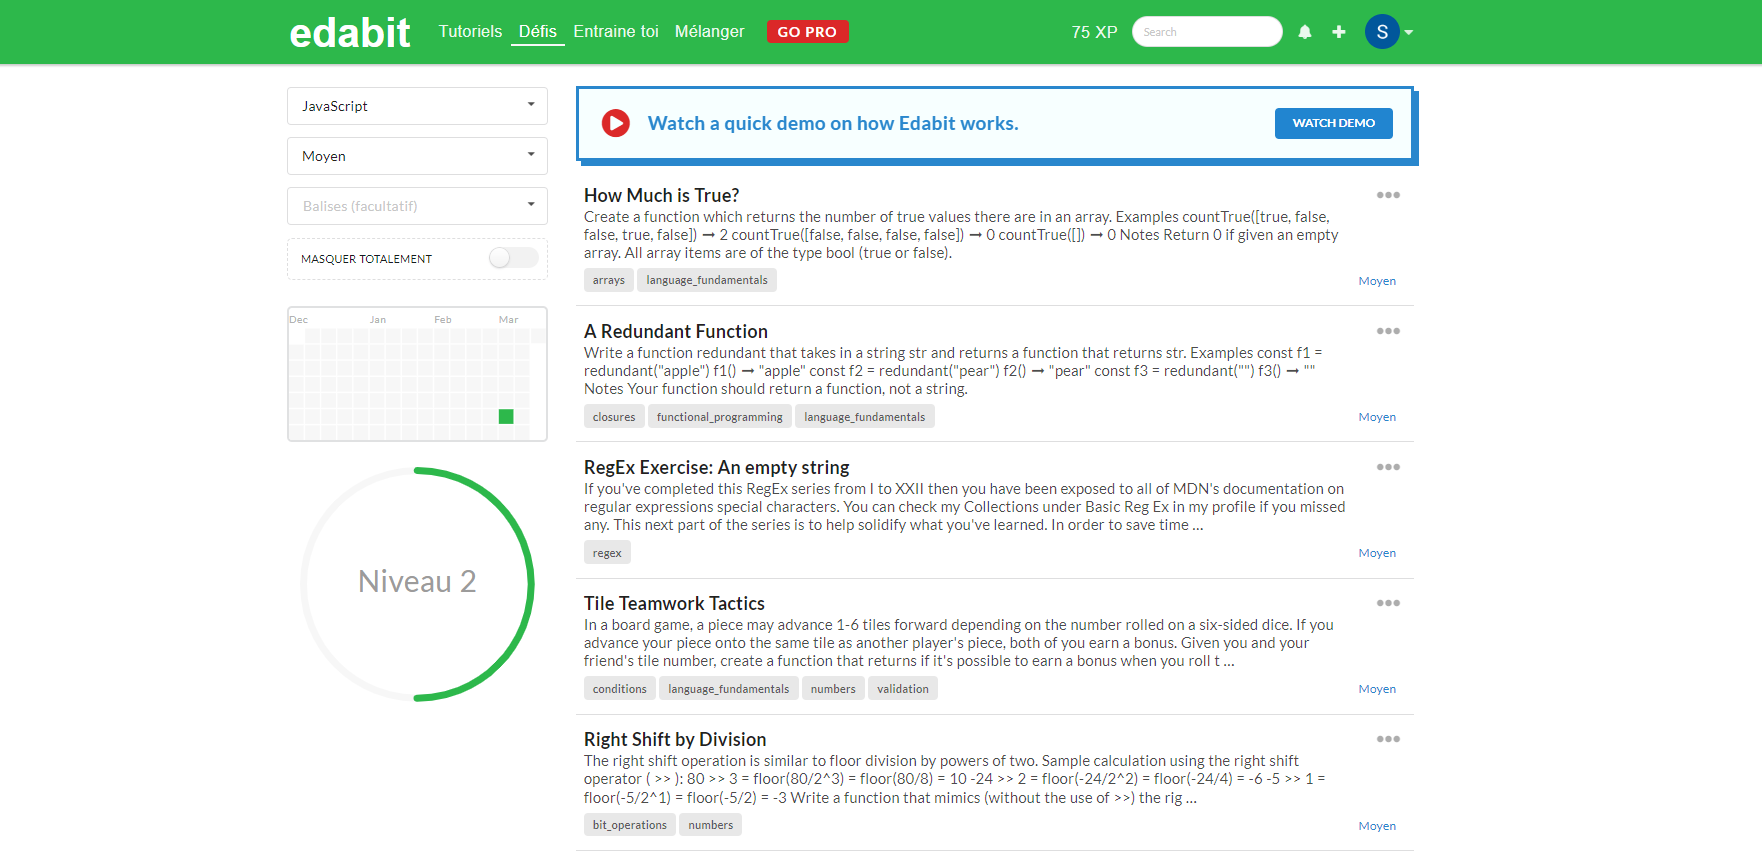 edabit
Tutoriels Défis Entraine toi Mélanger GO PRO
75 XP Search S
JavaScript
Moyen
Balises (facultatif)
MASQUER TOTALEMENT
Dec Jan Feb Mar
Niveau 2
Watch a quick demo on how Edabit works. WATCH DEMO
How Much is True?
Create a function which returns the number of true values there are in an array. Examples countTrue([true, false,
false, true, false]) ➞ 2 countTrue([false, false, false, false]) ➞ 0 countTrue([]) ➞ 0 Notes Return 0 if given an empty
array. All array items are of the type bool (true or false).
arrays language_fundamentals Moyen
A Redundant Function
Write a function redundant that takes in a string str and returns a function that returns str. Examples const f1 =
redundant("apple") f1() ➞ "apple" const f2 = redundant("pear") f2() ➞ "pear" const f3 = redundant("") f3() ➞ ""
Notes Your function should return a function, not a string.
closures functional_programming language_fundamentals Moyen
RegEx Exercise: An empty string
If you've completed this RegEx series from I to XXII then you have been exposed to all of MDN's documentation on
regular expressions special characters. You can check my Collections under Basic Reg Ex in my profile if you missed
any. This next part of the series is to help solidify what you've learned. In order to save time ...
regex Moyen
Tile Teamwork Tactics
In a board game, a piece may advance 1-6 tiles forward depending on the number rolled on a six-sided dice. If you
advance your piece onto the same tile as another player's piece, both of you earn a bonus. Given you and your
friend's tile number, create a function that returns if it's possible to earn a bonus when you roll t ...
conditions language_fundamentals numbers validation Moyen
Right Shift by Division
The right shift operation is similar to floor division by powers of two. Sample calculation using the right shift
operator ( >> ): 80 >> 3 = floor(80/2^3) = floor(80/8) = 10 -24 >> 2 = floor(-24/2^2) = floor(-24/4) = -6 -5 >> 1 =
floor(-5/2^1) = floor(-5/2) = -3 Write a function that mimics (without the use of >>) the rig ...
bit_operations numbers Moyen